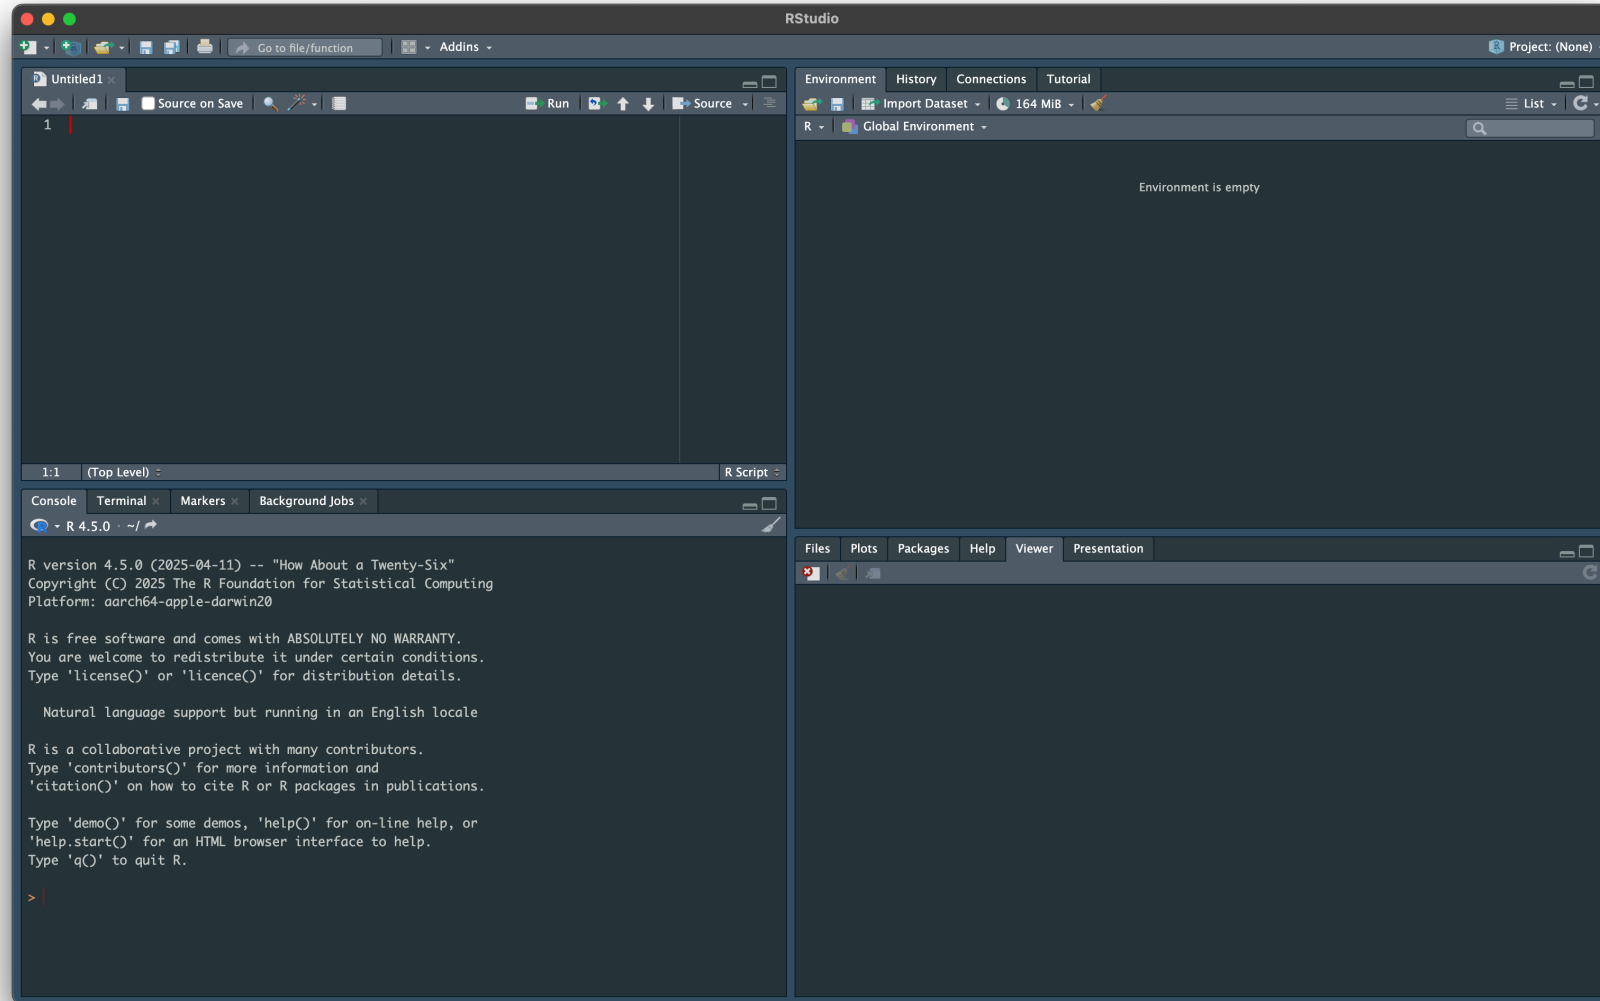 RStudio
Go to file/function
Addins
Project: (None)
Untitled1
Source on Save
Run
Source
1
1:1
(Top Level)
R Script
Console
Terminal
Markers
Background Jobs
R 4.5.0 · ~/
R version 4.5.0 (2025-04-11) -- "How About a Twenty-Six"
Copyright (C) 2025 The R Foundation for Statistical Computing
Platform: aarch64-apple-darwin20
R is free software and comes with ABSOLUTELY NO WARRANTY.
You are welcome to redistribute it under certain conditions.
Type 'license()' or 'licence()' for distribution details.
Natural language support but running in an English locale
R is a collaborative project with many contributors.
Type 'contributors()' for more information and
'citation()' on how to cite R or R packages in publications.
Type 'demo()' for some demos, 'help()' for on-line help, or
'help.start()' for an HTML browser interface to help.
Type 'q()' to quit R.
>
Environment
History
Connections
Tutorial
Import Dataset
164 MiB
List
R
Global Environment
Environment is empty
Files
Plots
Packages
Help
Viewer
Presentation